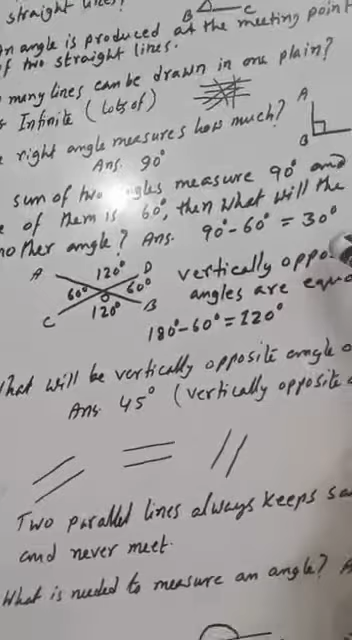 straight lines?
B C
An angle is produced at the meeting point
of two straight lines.
many lines can be drawn in one plain?
Infinite (lots of)
A
right angle measures how much?
B
Ans. 90°
sum of two angles measure 90° and
of them is 60°, then what will the
other angle? Ans. 90°-60° = 30°
A 120° D
60° O 60°
C 120° B
vertically oppo
angles are equa
180°-60°=120°
What will be vertically opposite angle o
Ans. 45° (vertically opposite
Two parallel lines always keeps sa
and never meet.
What is needed to measure an angle? A